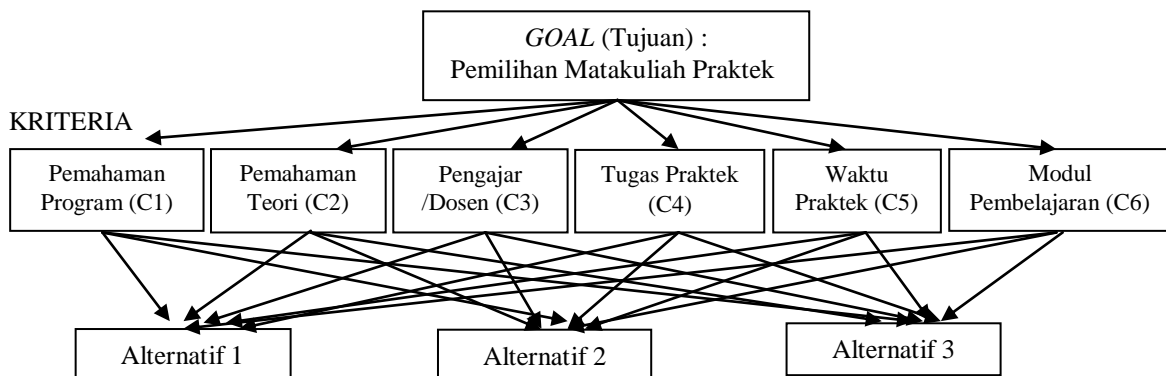 GOAL (Tujuan) :
Pemilihan Matakuliah Praktek
KRITERIA
Pemahaman
Program (C1)
Pemahaman
Teori (C2)
Pengajar
/Dosen (C3)
Tugas Praktek
(C4)
Waktu
Praktek (C5)
Modul
Pembelajaran (C6)
Alternatif 1
Alternatif 2
Alternatif 3